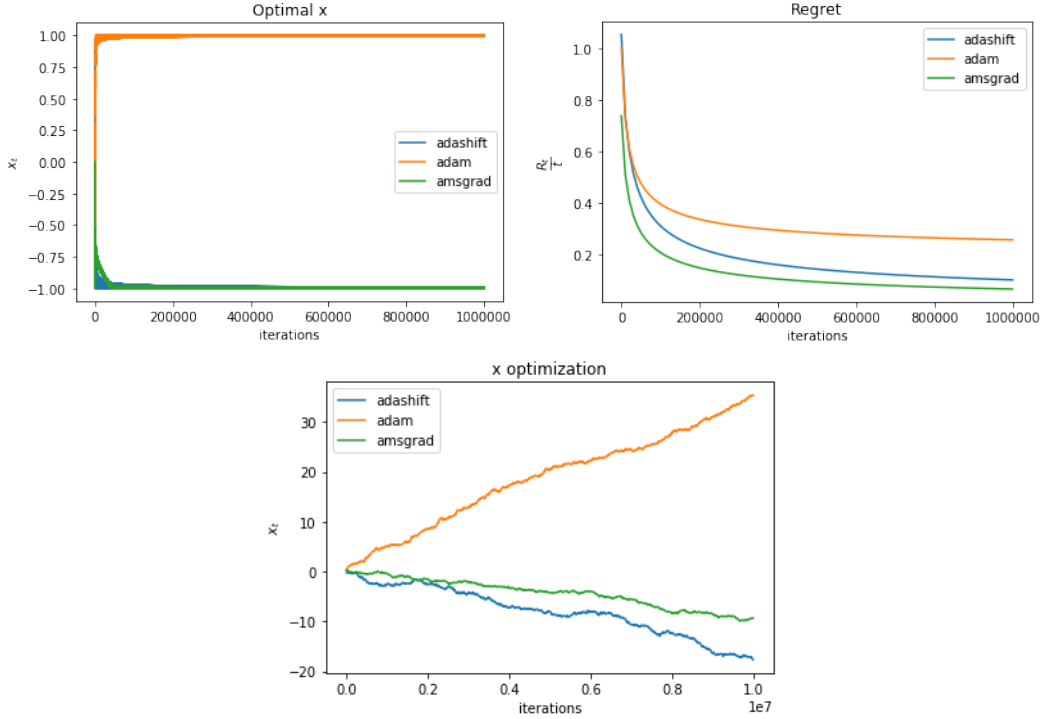 Optimal x
1.00
0.75
0.50
0.25
0.00
−0.25
−0.50
−0.75
−1.00
x_t
adashift
adam
amsgrad
0
200000
400000
600000
800000
1000000
iterations
Regret
1.0
0.8
0.6
0.4
0.2
R_t/t
adashift
adam
amsgrad
0
200000
400000
600000
800000
1000000
iterations
x optimization
30
20
10
0
−10
−20
x_t
adashift
adam
amsgrad
0.0
0.2
0.4
0.6
0.8
1.0
1e7
iterations